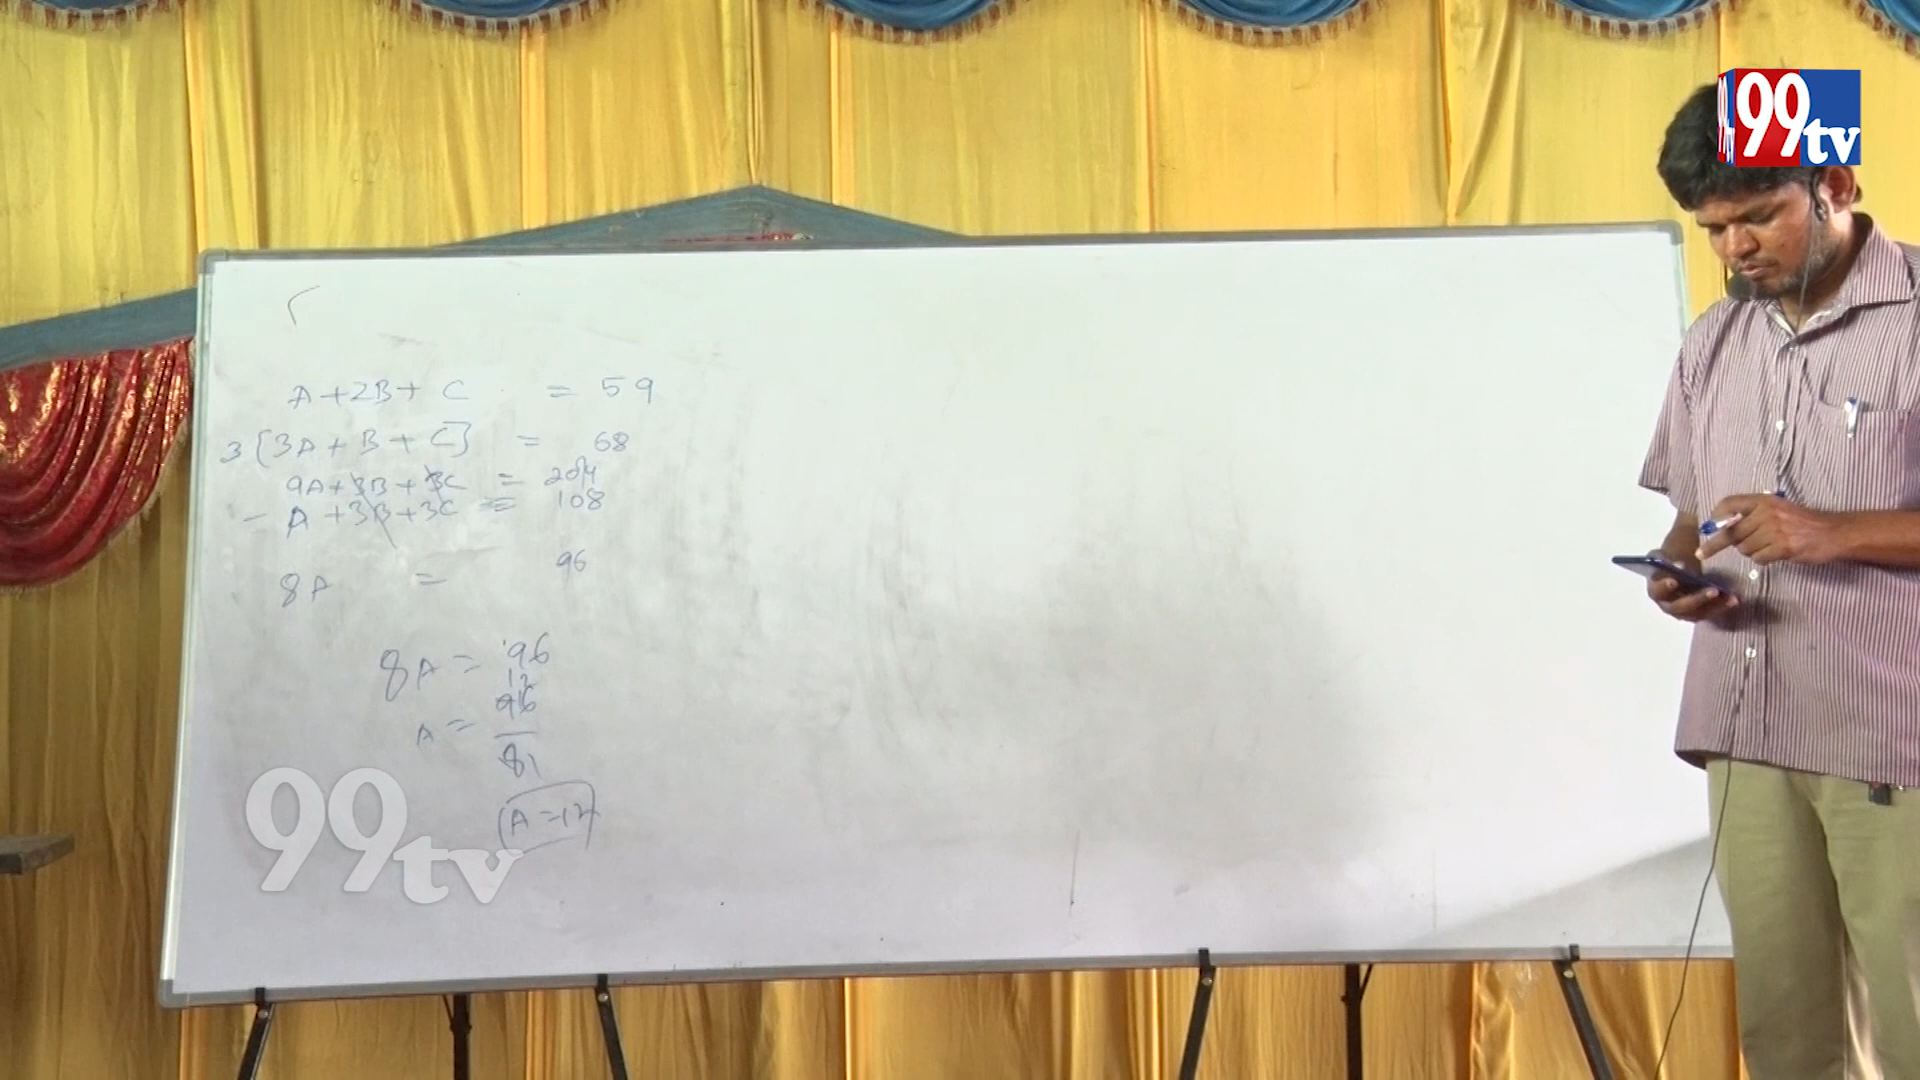 99tv
A+2B+ C = 59
3[3A+B+C] = 68
9A+3B+3C = 204
- A+3B+3C = 108
8A = 96
8A = 96
12
A = 96
81
A=12
99tv